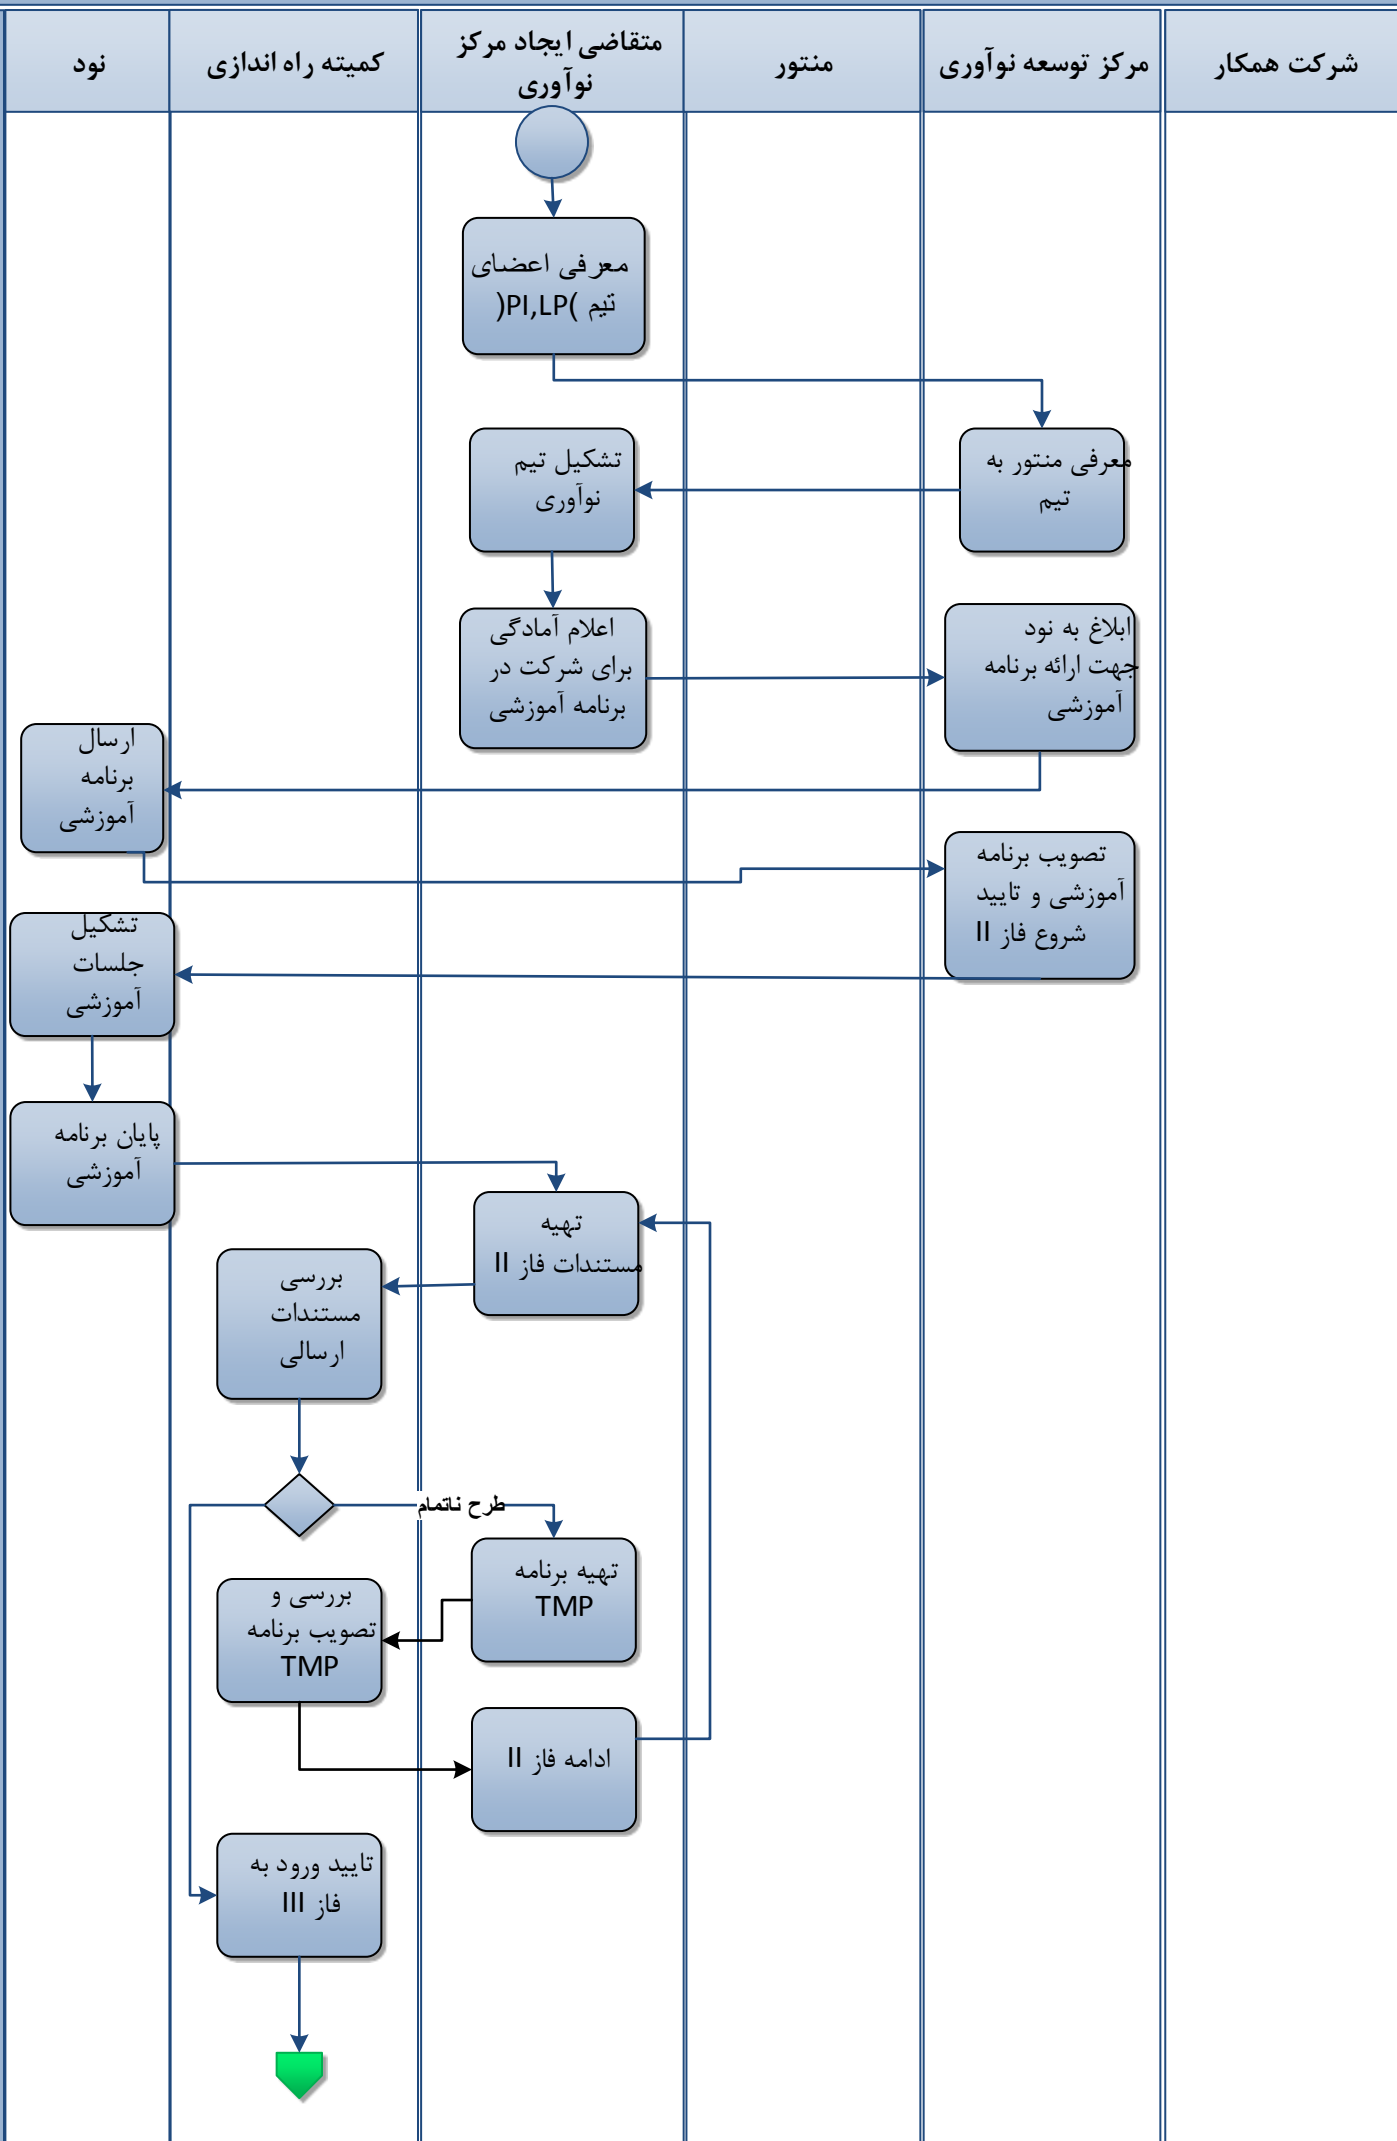 شرکت همکار
مرکز توسعه نوآوری
منتور
متقاضی ایجاد مرکز
نوآوری
کمیته راه اندازی
نود
معرفی اعضای
تیم )PI,LP(
معرفی منتور به
تیم
تشکیل تیم
نوآوری
اعلام آمادگی
برای شرکت در
برنامه آموزشی
ابلاغ به نود
جهت ارائه برنامه
آموزشی
ارسال
برنامه
آموزشی
تصویب برنامه
آموزشی و تایید
شروع فاز II
تشکیل
جلسات
آموزشی
پایان برنامه
آموزشی
تهیه
مستندات فاز II
بررسی
مستندات
ارسالی
طرح ناتمام
تهیه برنامه
TMP
بررسی و
تصویب برنامه
TMP
ادامه فاز II
تایید ورود به
فاز III